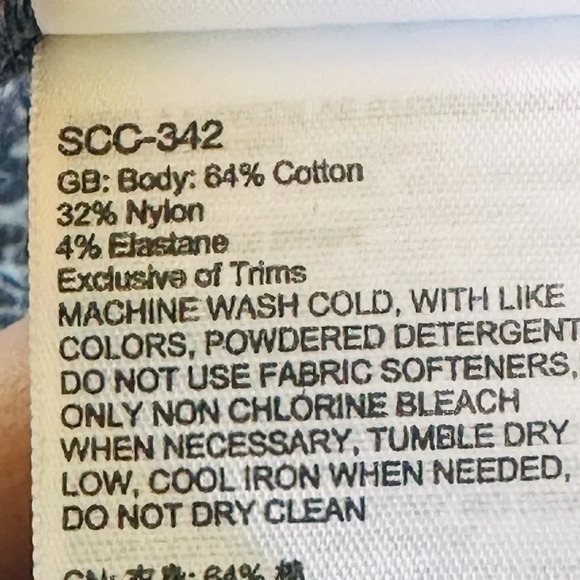 SCC-342
GB: Body: 64% Cotton
32% Nylon
4% Elastane
Exclusive of Trims
MACHINE WASH COLD, WITH LIKE
COLORS, POWDERED DETERGENT
DO NOT USE FABRIC SOFTENERS,
ONLY NON CHLORINE BLEACH
WHEN NECESSARY, TUMBLE DRY
LOW, COOL IRON WHEN NEEDED,
DO NOT DRY CLEAN
CN: 64%